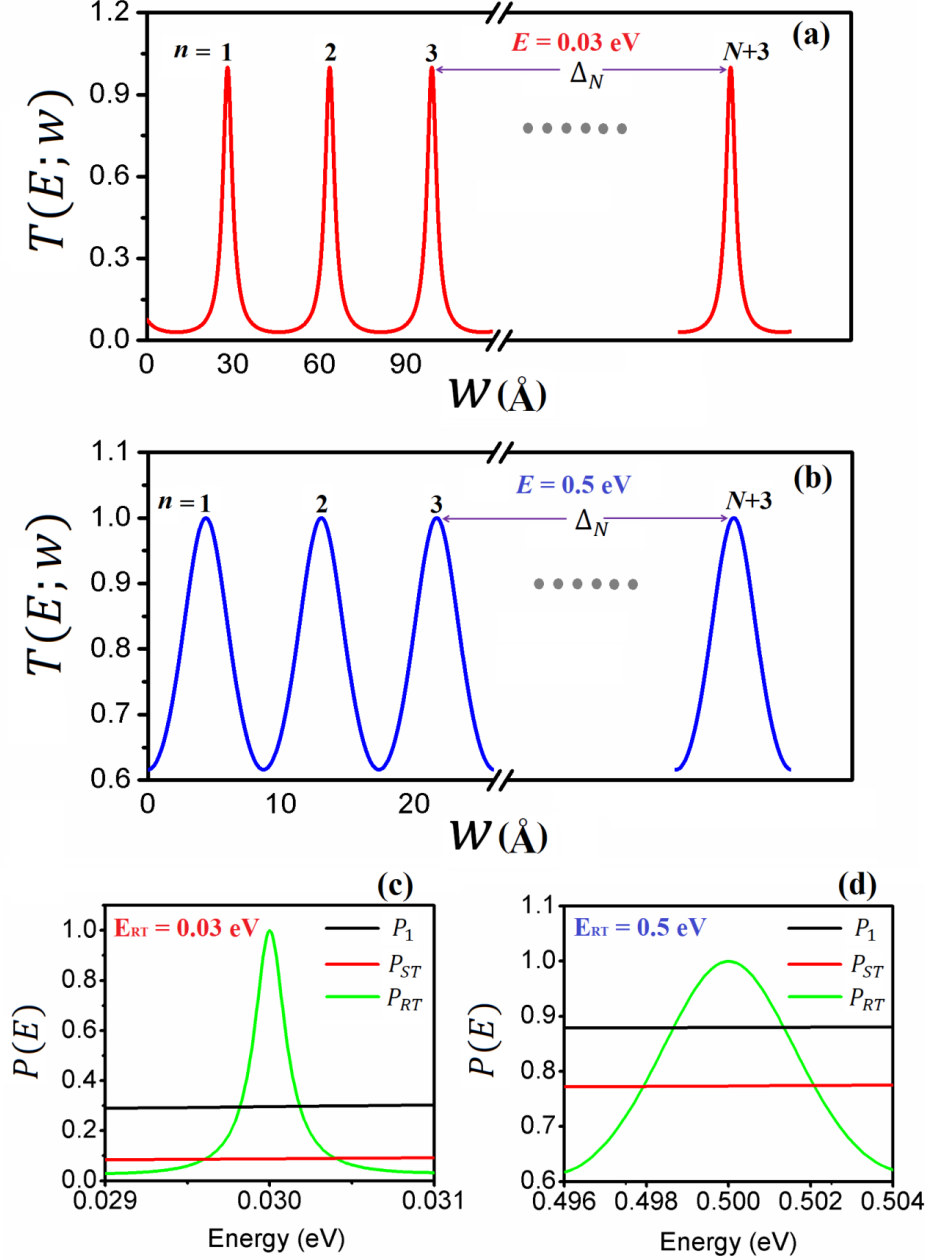 (a)
1.2
0.9
0.6
0.3
0.0
T(E; w)
n = 1 2 3 N+3
E = 0.03 eV
Δ_N
0 30 60 90
w (Å)
(b)
1.1
1.0
0.9
0.8
0.7
0.6
T(E; w)
n = 1 2 3 N+3
E = 0.5 eV
Δ_N
0 10 20
w (Å)
(c)
E_RT = 0.03 eV
P_1
P_ST
P_RT
1.0
0.8
0.6
0.4
0.2
0.0
P(E)
0.029 0.030 0.031
Energy (eV)
(d)
E_RT = 0.5 eV
P_1
P_ST
P_RT
1.1
1.0
0.9
0.8
0.7
0.6
P(E)
0.496 0.498 0.500 0.502 0.504
Energy (eV)